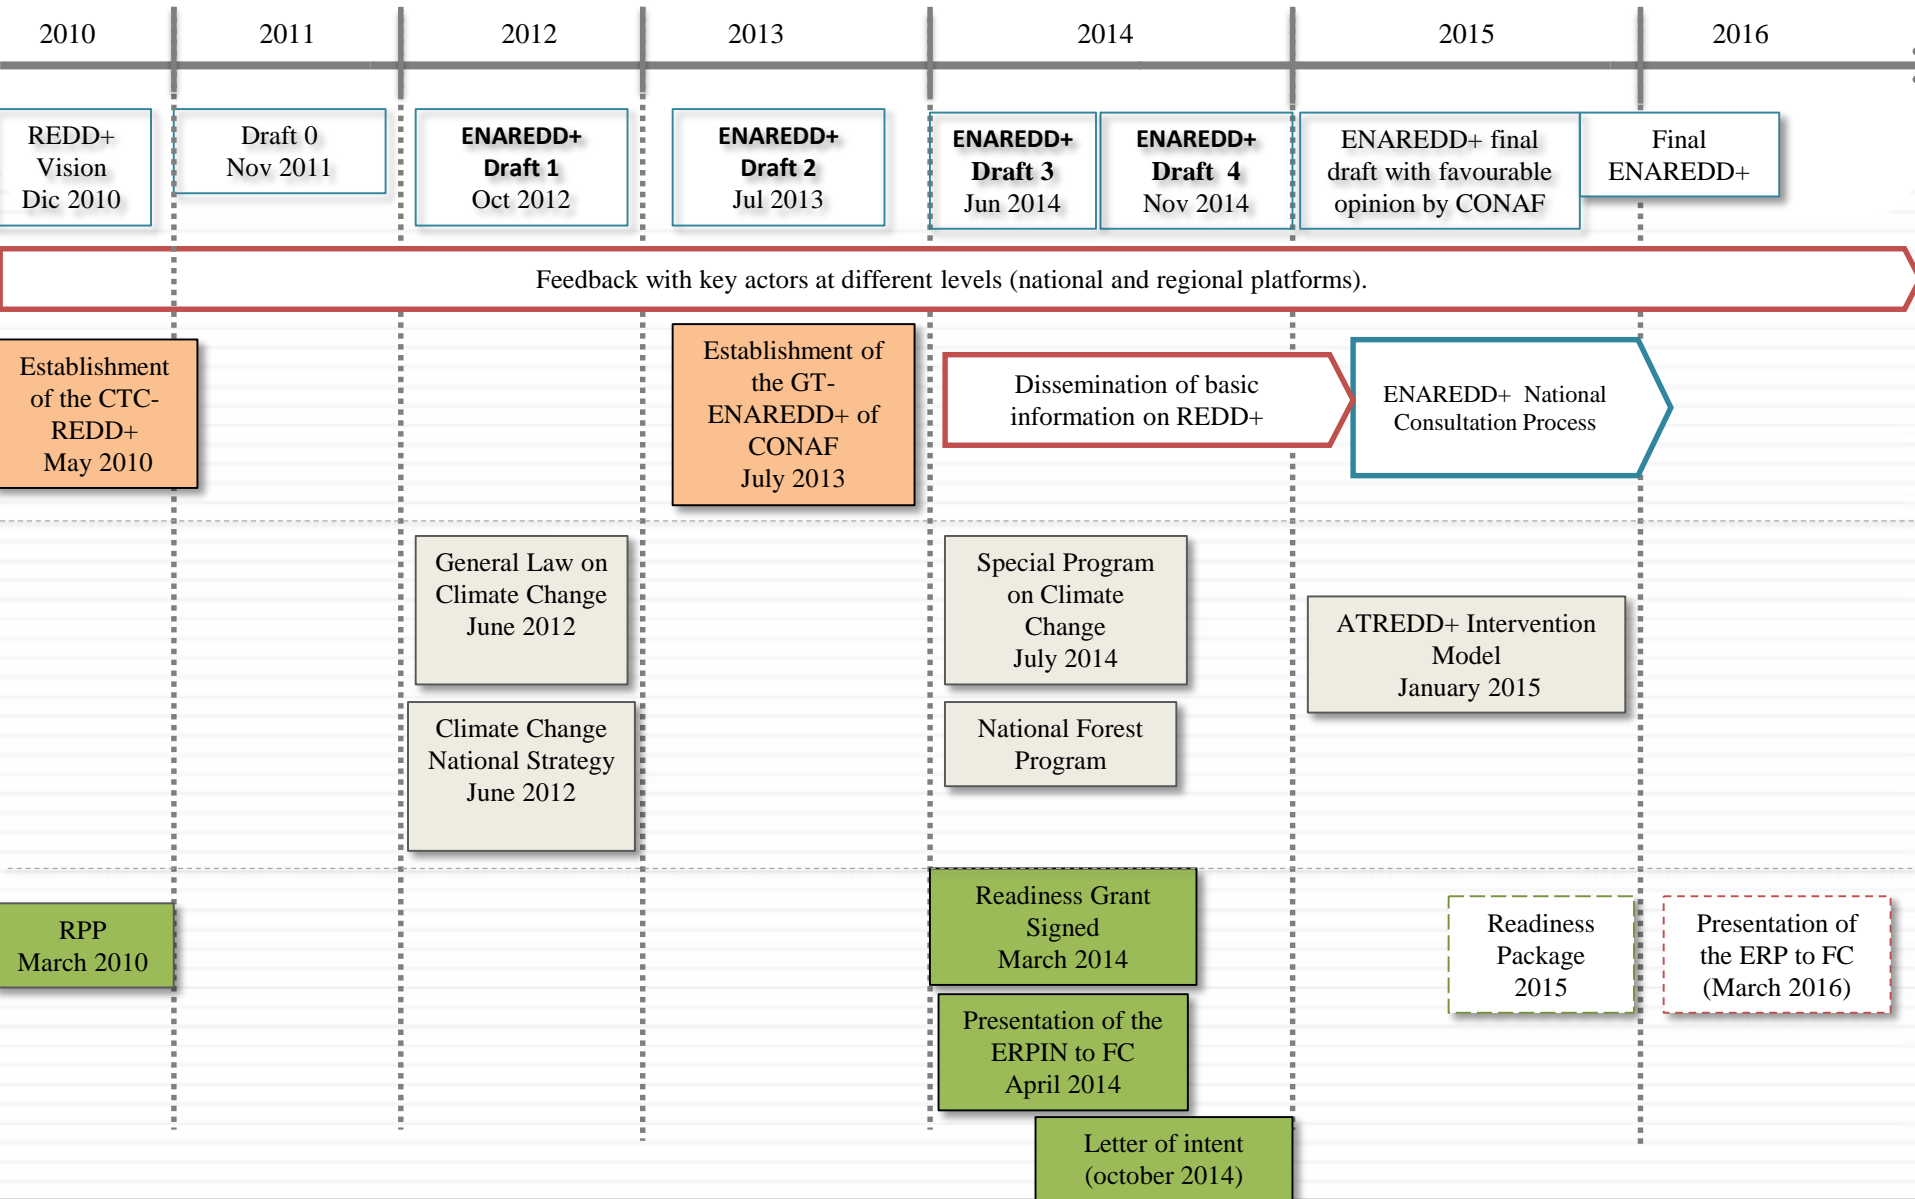 2010
2011
2012
2013
2014
2015
2016
REDD+
Vision
Dic 2010
Draft 0
Nov 2011
ENAREDD+
Draft 1
Oct 2012
ENAREDD+
Draft 2
Jul 2013
ENAREDD+
Draft 3
Jun 2014
ENAREDD+
Draft 4
Nov 2014
ENAREDD+ final
draft with favourable
opinion by CONAF
Final
ENAREDD+
Feedback with key actors at different levels (national and regional platforms).
Establishment
of the CTC-
REDD+
May 2010
Establishment of
the GT-
ENAREDD+ of
CONAF
July 2013
Dissemination of basic
information on REDD+
ENAREDD+ National
Consultation Process
General Law on
Climate Change
June 2012
Special Program
on Climate
Change
July 2014
ATREDD+ Intervention
Model
January 2015
Climate Change
National Strategy
June 2012
National Forest
Program
RPP
March 2010
Readiness Grant
Signed
March 2014
Readiness
Package
2015
Presentation of
the ERP to FC
(March 2016)
Presentation of the
ERPIN to FC
April 2014
Letter of intent
(october 2014)